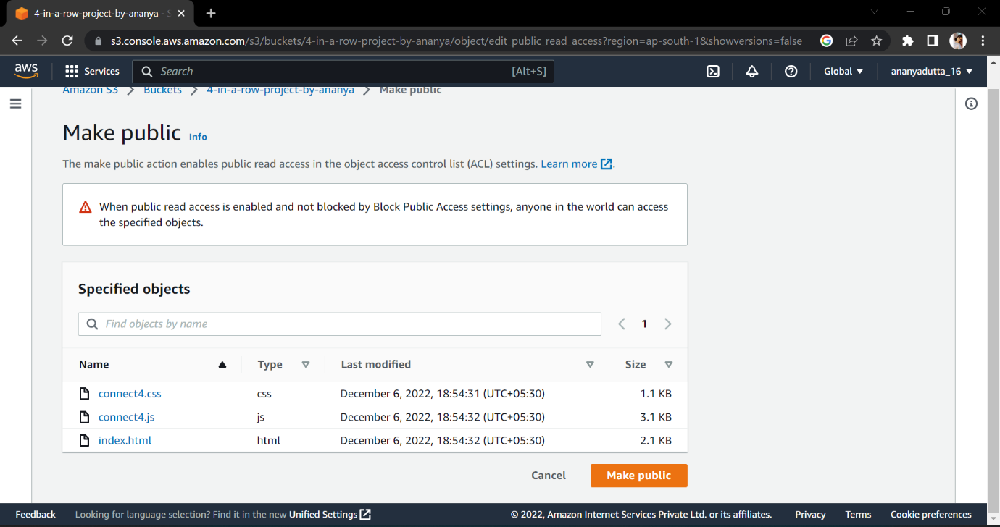 4-in-a-row-project-by-ananya - S
s3.console.aws.amazon.com/s3/buckets/4-in-a-row-project-by-ananya/object/edit_public_read_access?region=ap-south-1&showversions=false
aws Services Search [Alt+S] Global ananyadutta_16
Amazon S3 Buckets 4-in-a-row-project-by-ananya Make public
Make public Info
The make public action enables public read access in the object access control list (ACL) settings. Learn more.
When public read access is enabled and not blocked by Block Public Access settings, anyone in the world can access
the specified objects.
Specified objects
Find objects by name 1
Name Type Last modified Size
connect4.css css December 6, 2022, 18:54:31 (UTC+05:30) 1.1 KB
connect4.js js December 6, 2022, 18:54:32 (UTC+05:30) 3.1 KB
index.html html December 6, 2022, 18:54:32 (UTC+05:30) 2.1 KB
Cancel Make public
Feedback Looking for language selection? Find it in the new Unified Settings © 2022, Amazon Internet Services Private Ltd. or its affiliates. Privacy Terms Cookie preferences